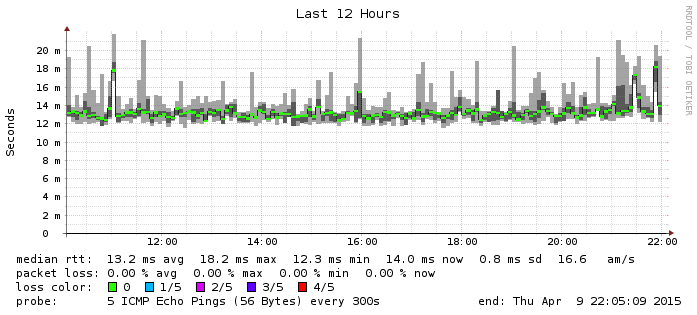 Last 12 Hours
RRDTOOL / TOBI OETIKER
Seconds
20 m
18 m
16 m
14 m
12 m
10 m
8 m
6 m
4 m
2 m
0
12:00 14:00 16:00 18:00 20:00 22:00
median rtt: 13.2 ms avg 18.2 ms max 12.3 ms min 14.0 ms now 0.8 ms sd 16.6 am/s
packet loss: 0.00 % avg 0.00 % max 0.00 % min 0.00 % now
loss color: 0 1/5 2/5 3/5 4/5
probe: 5 ICMP Echo Pings (56 Bytes) every 300s end: Thu Apr 9 22:05:09 2015